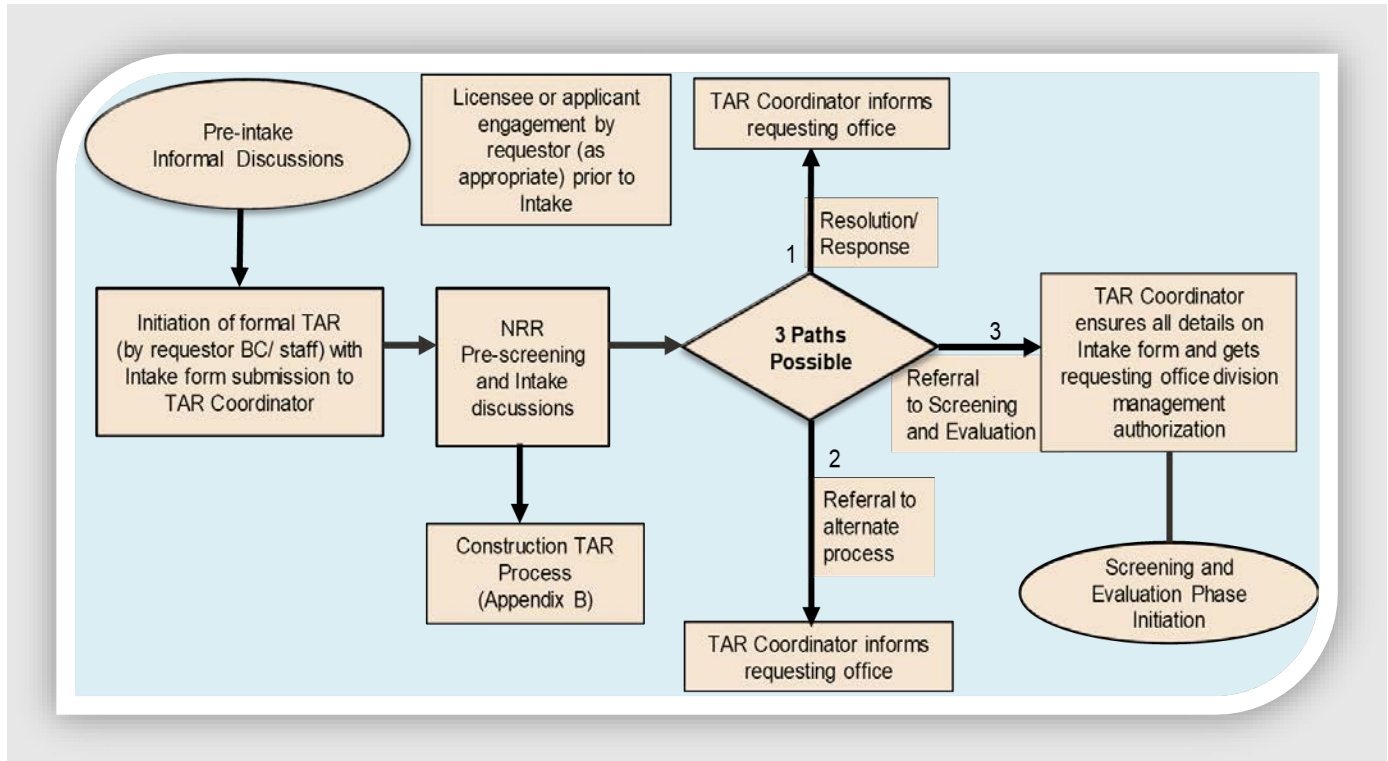 Pre-intake
Informal Discussions
Licensee or applicant
engagement by
requestor (as
appropriate) prior to
Intake
TAR Coordinator informs
requesting office
Resolution/
Response
1
Initiation of formal TAR
(by requestor BC/ staff) with
Intake form submission to
TAR Coordinator
NRR
Pre-screening
and Intake
discussions
3 Paths
Possible
3
Referral
to Screening
and Evaluation
TAR Coordinator
ensures all details on
Intake form and gets
requesting office division
management
authorization
2
Referral to
alternate
process
Construction TAR
Process
(Appendix B)
Screening and
Evaluation Phase
Initiation
TAR Coordinator informs
requesting office